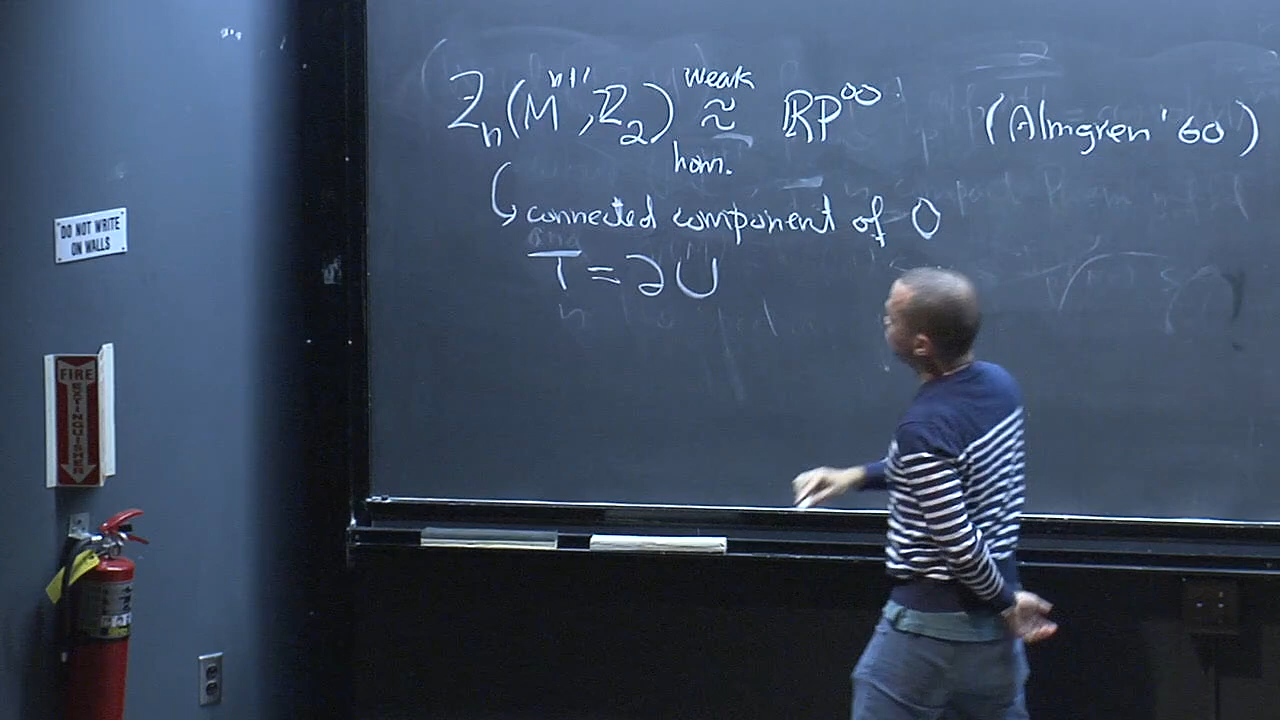 Z_n(M^{n+1}, Z_2) weak ≈ hom. RP^∞ (Almgren '60)
↳ connected component of 0
T = ∂U
"DO NOT WRITE
ON WALLS"
FIRE
EXTINGUISHER